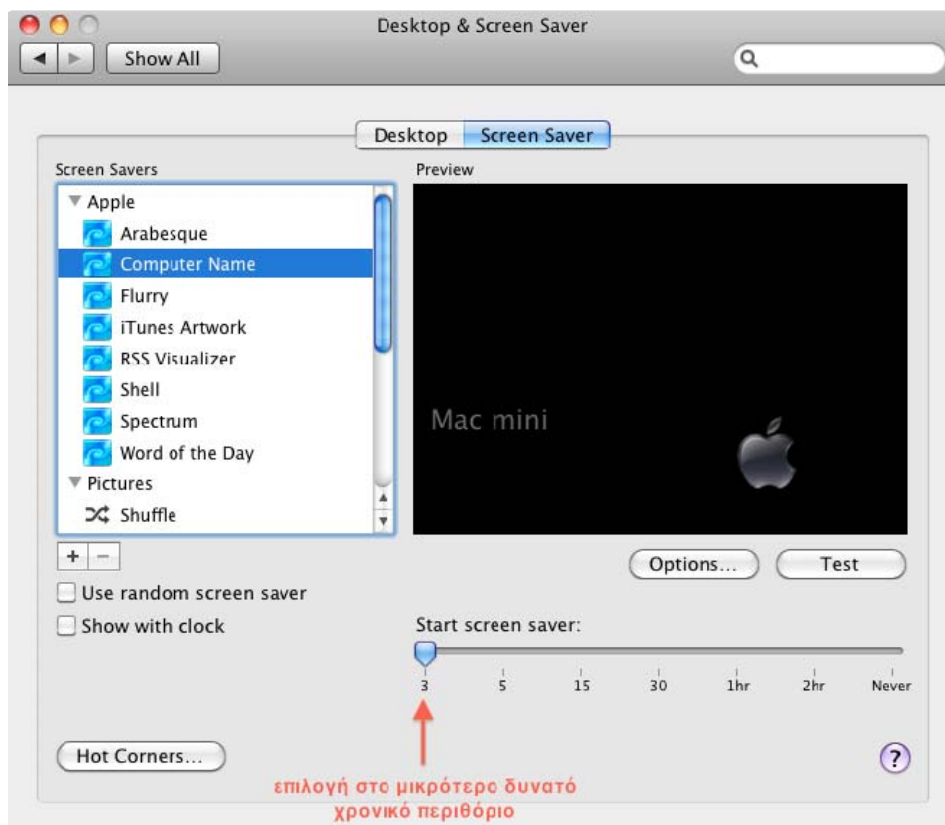 Desktop & Screen Saver
Show All
Desktop
Screen Saver
Screen Savers
Preview
Apple
Arabesque
Computer Name
Flurry
iTunes Artwork
RSS Visualizer
Shell
Spectrum
Word of the Day
Pictures
Shuffle
Mac mini
+ −
Options...
Test
Use random screen saver
Show with clock
Start screen saver:
3 5 15 30 1hr 2hr Never
Hot Corners...
?
επιλογή στο μικρότερο δυνατό
χρονικό περιθόριο